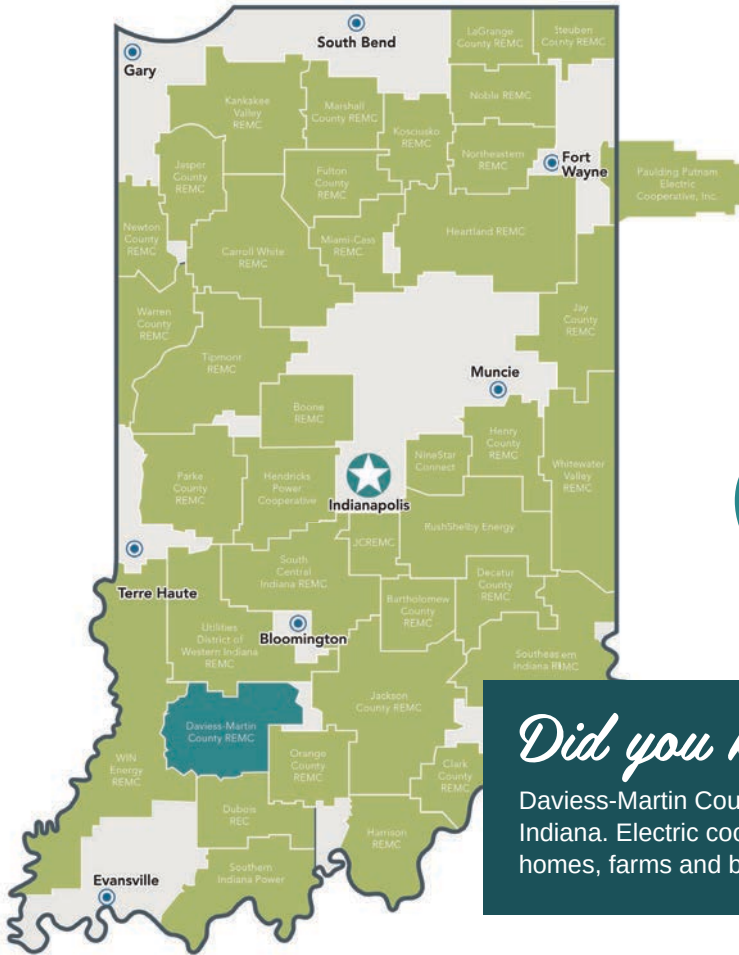 South Bend
Gary
LaGrange
County REMC
Steuben
County REMC
Kankakee
Valley
REMC
Marshall
County REMC
Noble REMC
Kosciusko
REMC
Northeastern
REMC
Fort
Wayne
Paulding Putnam
Electric
Cooperative, Inc.
Jasper
County
REMC
Fulton
County
REMC
Newton
County
REMC
Carroll White
REMC
Miami-Cass
REMC
Heartland REMC
Warren
County
REMC
Jay
County
REMC
Tipmont
REMC
Muncie
Boone
REMC
Henry
County
REMC
NineStar
Connect
Whitewater
Valley
REMC
Parke
County
REMC
Hendricks
Power
Cooperative
Indianapolis
RushShelby Energy
JCREMC
South
Central
Indiana REMC
Decatur
County
REMC
Terre Haute
Bartholomew
County
REMC
Utilities
District of
Western Indiana
REMC
Bloomington
Southeastern
Indiana REMC
Jackson
County REMC
Daviess-Martin
County REMC
WIN
Energy
REMC
Orange
County
REMC
Clark
County
REMC
Dubois
REC
Harrison
REMC
Southern
Indiana Power
Evansville
Did you
Daviess-Martin Cou
Indiana. Electric coo
homes, farms and b